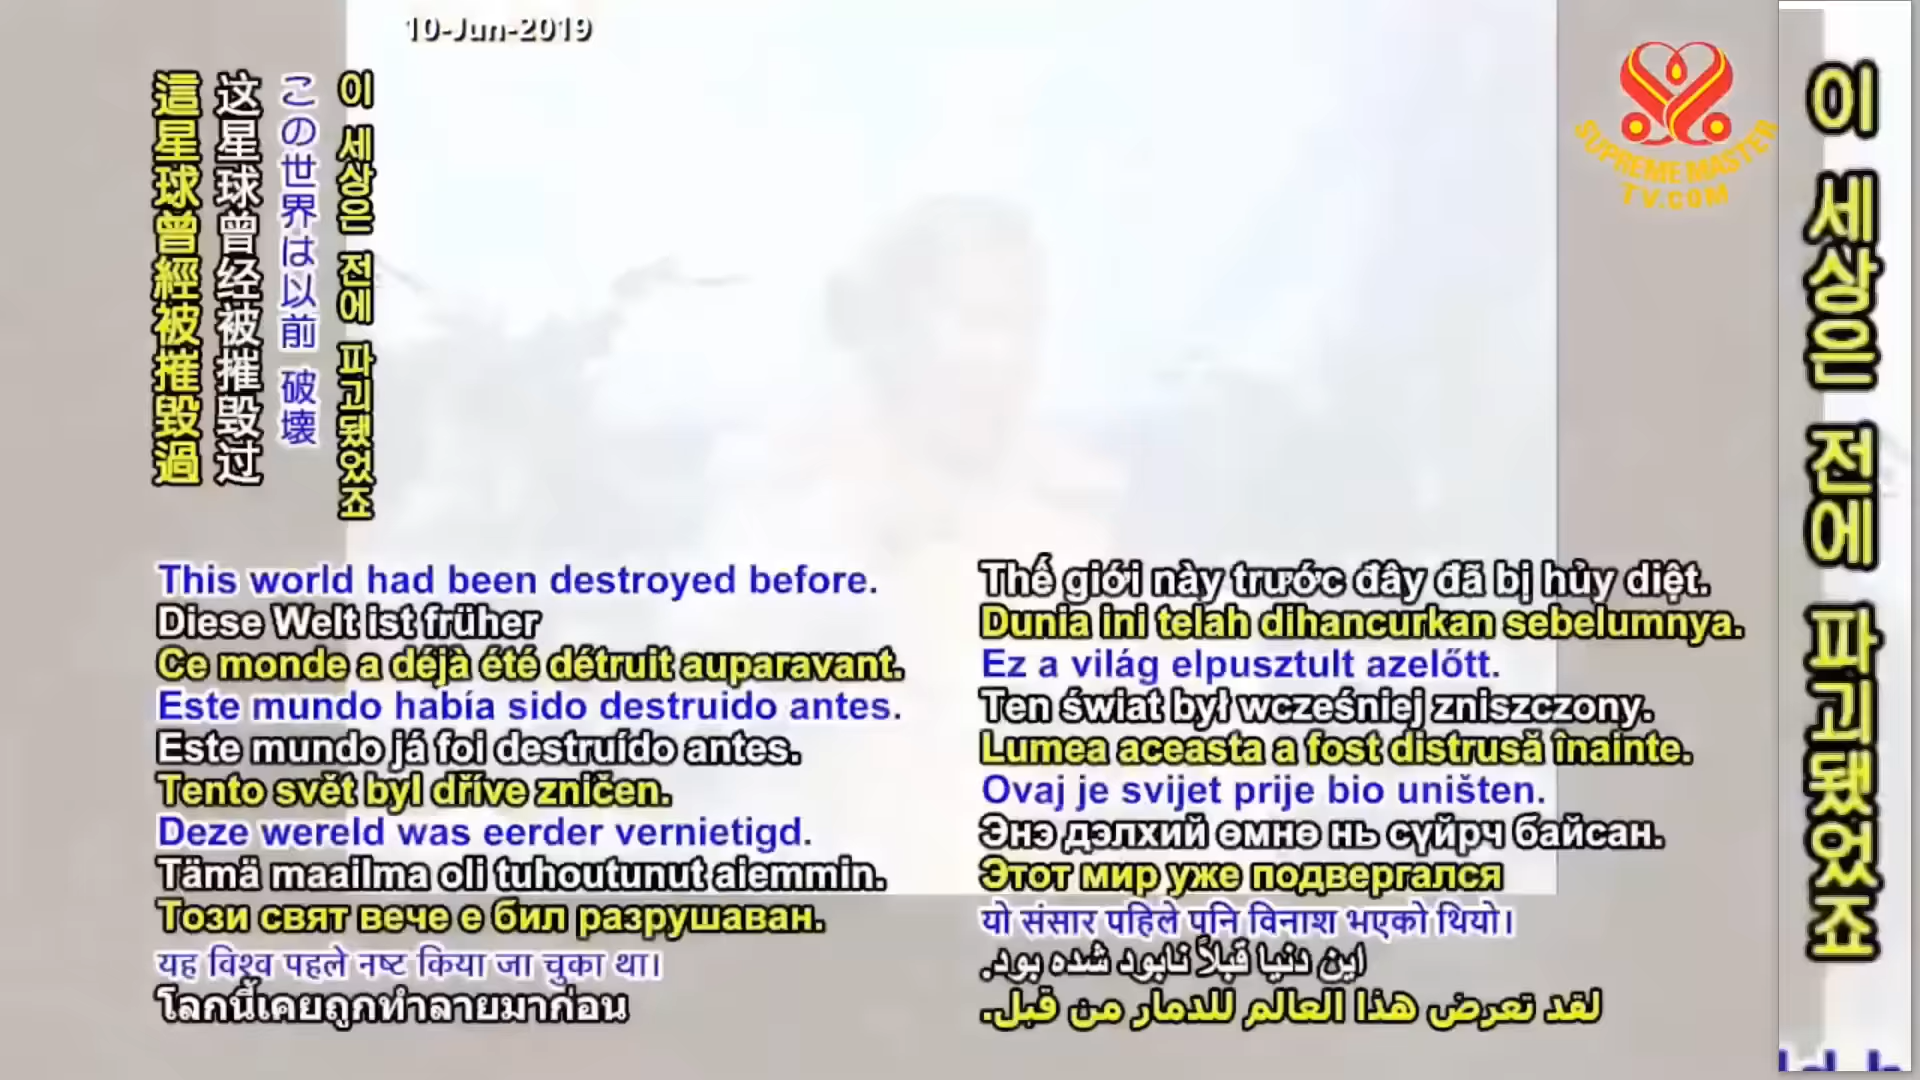 10-Jun-2019
SUPREME MASTER
TV.COM
이 세상은 전에 파괴됐었죠
この世界は以前 破壊
这星球曾经被摧毁过
這星球曾經被摧毀過
This world had been destroyed before.
Diese Welt ist früher
Ce monde a déjà été détruit auparavant.
Este mundo había sido destruido antes.
Este mundo já foi destruído antes.
Tento svět byl dříve zničen.
Deze wereld was eerder vernietigd.
Tämä maailma oli tuhoutunut aiemmin.
Този свят вече е бил разрушаван.
यह विश्व पहले नष्ट किया जा चुका था।
โลกนี้เคยถูกทำลายมาก่อน
Thế giới này trước đây đã bị hủy diệt.
Dunia ini telah dihancurkan sebelumnya.
Ez a világ elpusztult azelőtt.
Ten świat był wcześniej zniszczony.
Lumea aceasta a fost distrusă înainte.
Ovaj je svijet prije bio uništen.
Энэ дэлхий өмнө нь сүйрч байсан.
Этот мир уже подвергался
यो संसार पहिले पनि विनाश भएको थियो।
این دنیا قبلاً نابود شده بود.
لقد تعرض هذا العالم للدمار من قبل.
이 세상은 전에 파괴됐었죠